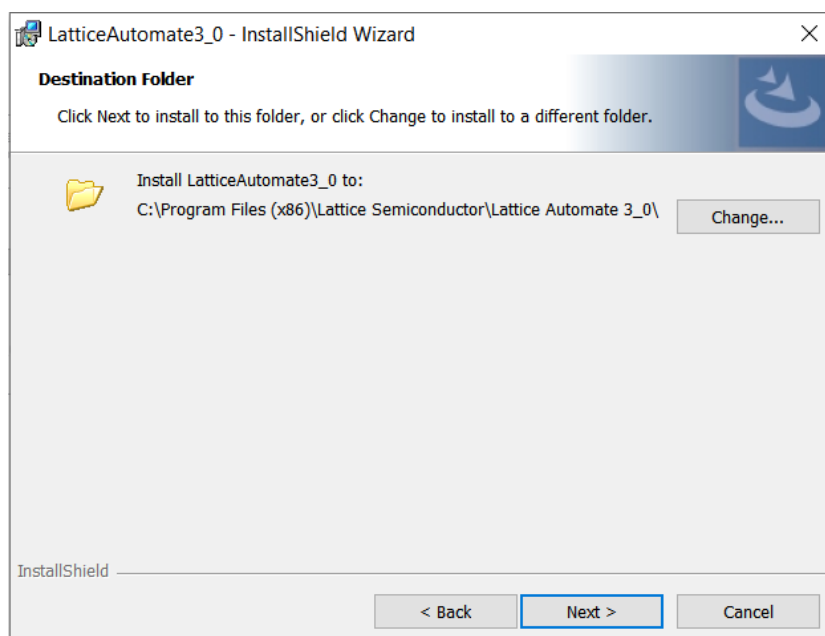 LatticeAutomate3_0 - InstallShield Wizard
Destination Folder
Click Next to install to this folder, or click Change to install to a different folder.
Install LatticeAutomate3_0 to:
C:\Program Files (x86)\Lattice Semiconductor\Lattice Automate 3_0\
Change...
InstallShield
< Back
Next >
Cancel